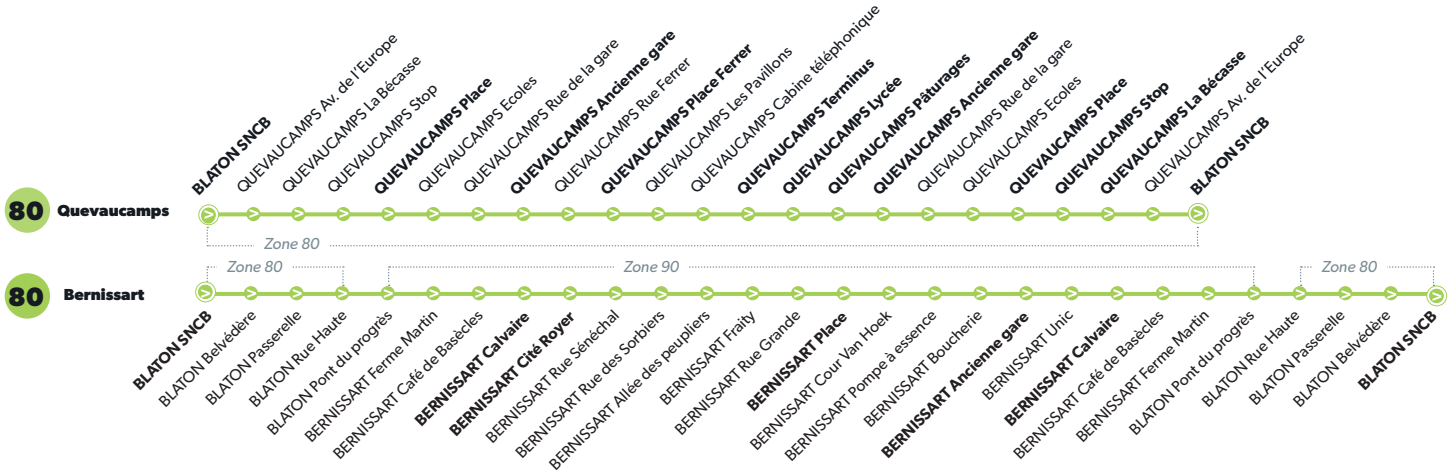 BLATON SNCB
QUEVAUCAMPS Av. de l'Europe
QUEVAUCAMPS La Bécasse
QUEVAUCAMPS Stop
QUEVAUCAMPS Place
QUEVAUCAMPS Ecoles
QUEVAUCAMPS Rue de la gare
QUEVAUCAMPS Ancienne gare
QUEVAUCAMPS Rue Ferrer
QUEVAUCAMPS Place Ferrer
QUEVAUCAMPS Les Pavillons
QUEVAUCAMPS Cabine téléphonique
QUEVAUCAMPS Terminus
QUEVAUCAMPS Lycée
QUEVAUCAMPS Pâturages
QUEVAUCAMPS Ancienne gare
QUEVAUCAMPS Rue de la gare
QUEVAUCAMPS Ecoles
QUEVAUCAMPS Place
QUEVAUCAMPS Stop
QUEVAUCAMPS La Bécasse
QUEVAUCAMPS Av. de l'Europe
BLATON SNCB
80 Quevaucamps
Zone 80
Zone 80
Zone 90
Zone 80
80 Bernissart
BLATON SNCB
BLATON Belvédère
BLATON Passerelle
BLATON Rue Haute
BLATON Pont du progrès
BERNISSART Ferme Martin
BERNISSART Café de Basècles
BERNISSART Calvaire
BERNISSART Cité Royer
BERNISSART Rue Sénéchal
BERNISSART Rue des Sorbiers
BERNISSART Allée des peupliers
BERNISSART Fraity
BERNISSART Rue Grande
BERNISSART Place
BERNISSART Cour Van Hoek
BERNISSART Pompe à essence
BERNISSART Boucherie
BERNISSART Ancienne gare
BERNISSART Unic
BERNISSART Calvaire
BERNISSART Café de Basècles
BERNISSART Ferme Martin
BLATON Pont du progrès
BLATON Rue Haute
BLATON Passerelle
BLATON Belvédère
BLATON SNCB